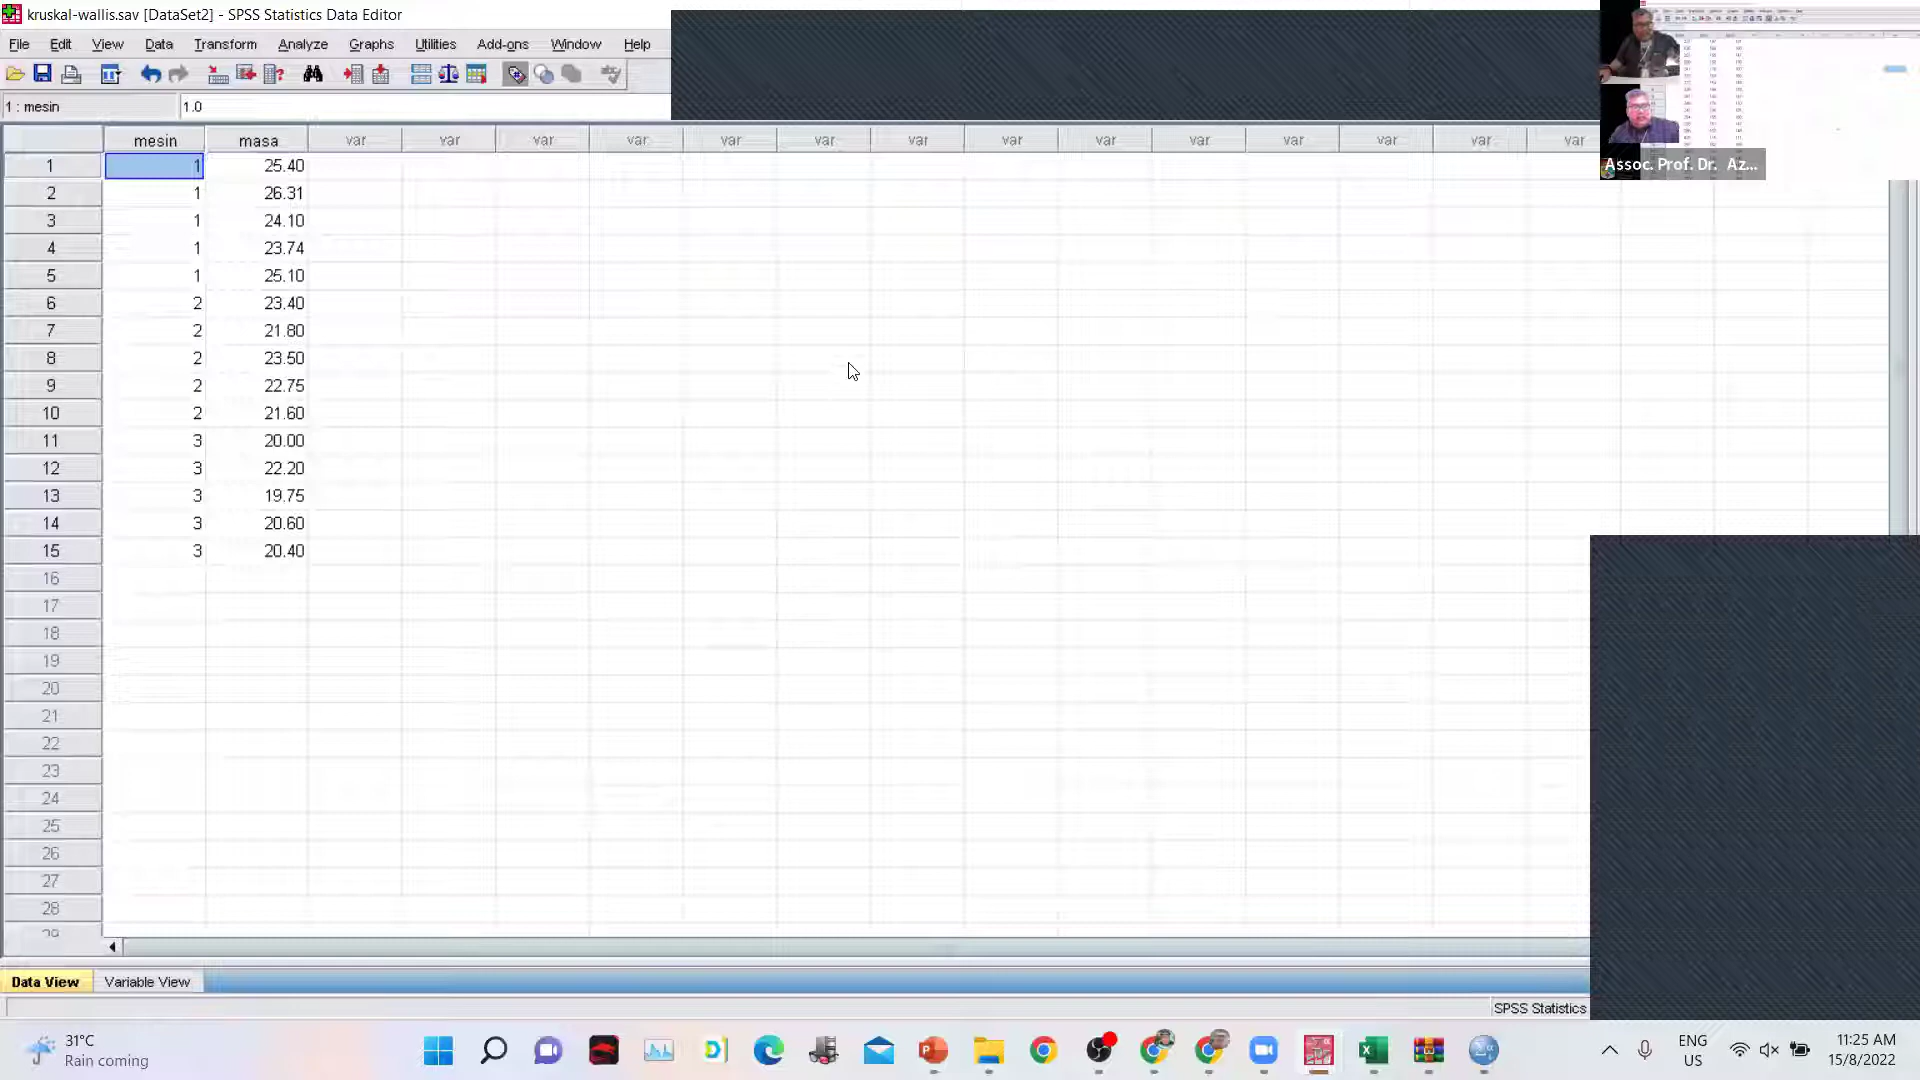 kruskal-wallis.sav [DataSet2] - SPSS Statistics Data Editor
File Edit View Data Transform Analyze Graphs Utilities Add-ons Window Help
1 : mesin 1.0
mesin masa var var var var var var var var var var var var var var
1 1 25.40
2 1 26.31
3 1 24.10
4 1 23.74
5 1 25.10
6 2 23.40
7 2 21.80
8 2 23.50
9 2 22.75
10 2 21.60
11 3 20.00
12 3 22.20
13 3 19.75
14 3 20.60
15 3 20.40
16
17
18
19
20
21
22
23
24
25
26
27
28
29
Assoc. Prof. Dr. Az...
Data View Variable View
SPSS Statistics
31°C
Rain coming
ENG
US
11:25 AM
15/8/2022